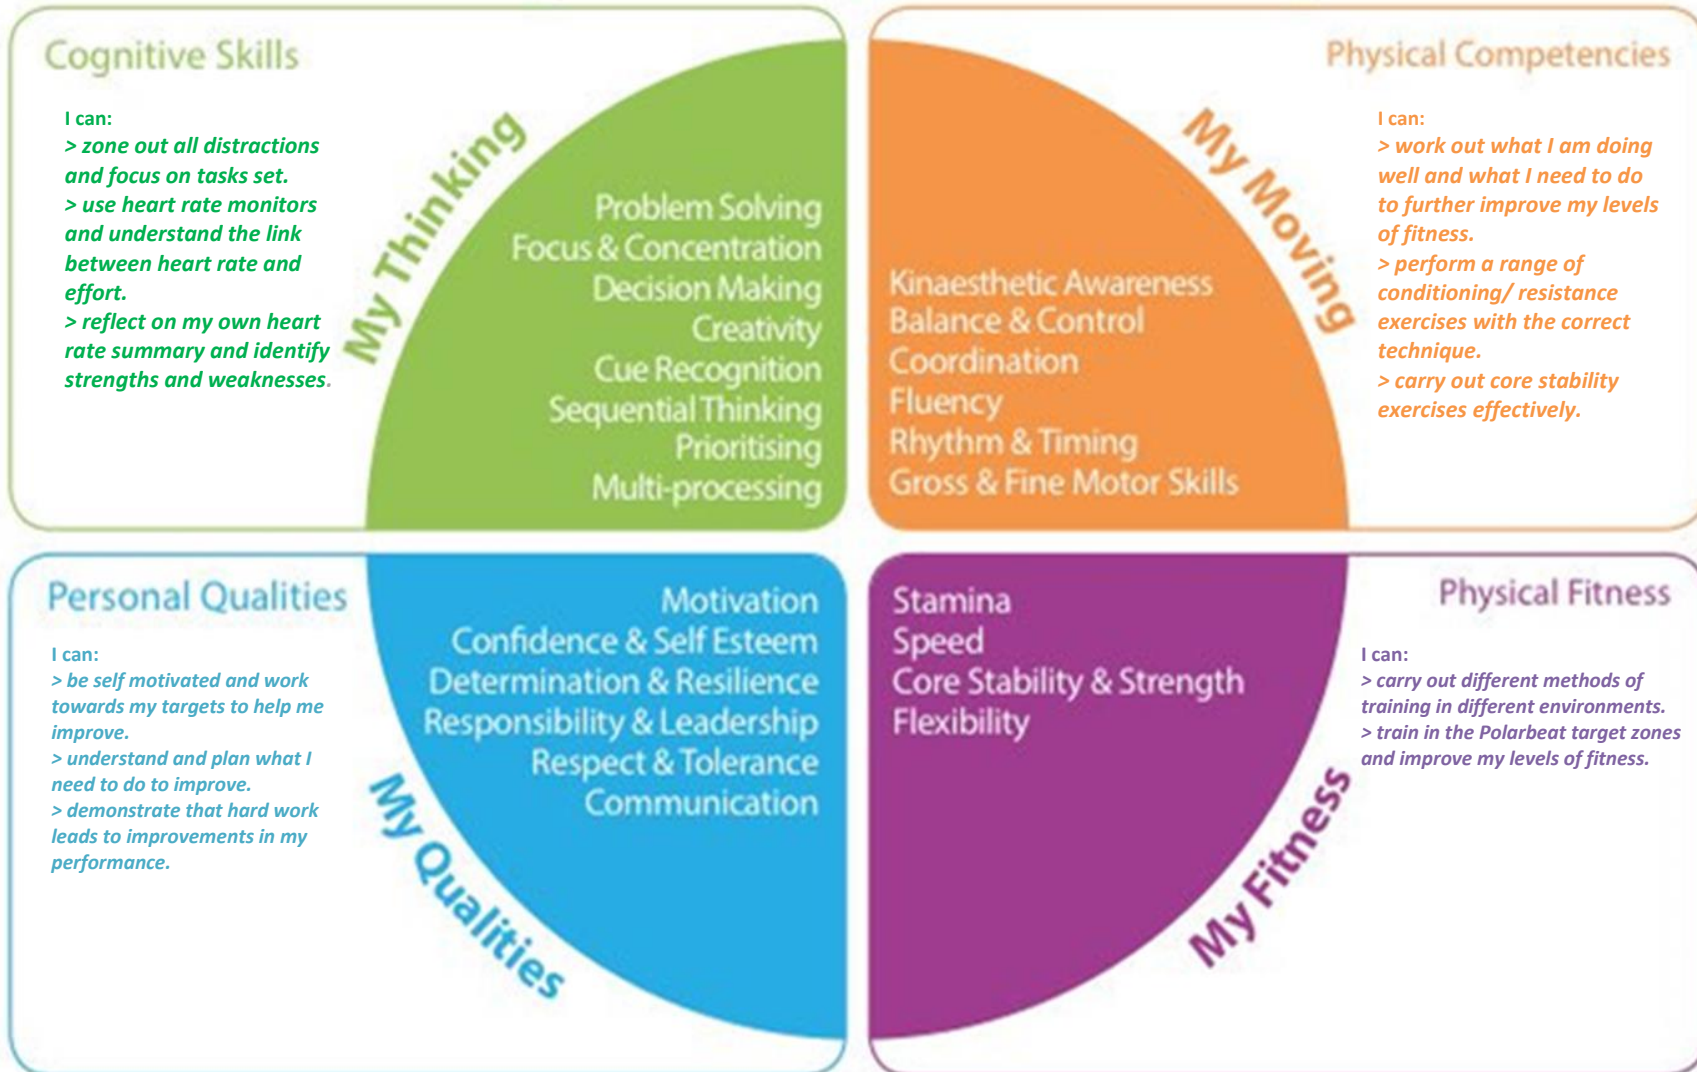 Cognitive Skills
I can:
> zone out all distractions
and focus on tasks set.
> use heart rate monitors
and understand the link
between heart rate and
effort.
> reflect on my own heart
rate summary and identify
strengths and weaknesses.
My Thinking
Problem Solving
Focus & Concentration
Decision Making
Creativity
Cue Recognition
Sequential Thinking
Prioritising
Multi-processing
Physical Competencies
I can:
> work out what I am doing
well and what I need to do
to further improve my levels
of fitness.
> perform a range of
conditioning/ resistance
exercises with the correct
technique.
> carry out core stability
exercises effectively.
My Moving
Kinaesthetic Awareness
Balance & Control
Coordination
Fluency
Rhythm & Timing
Gross & Fine Motor Skills
Personal Qualities
I can:
> be self motivated and work
towards my targets to help me
improve.
> understand and plan what I
need to do to improve.
> demonstrate that hard work
leads to improvements in my
performance.
My Qualities
Motivation
Confidence & Self Esteem
Determination & Resilience
Responsibility & Leadership
Respect & Tolerance
Communication
Physical Fitness
I can:
> carry out different methods of
training in different environments.
> train in the Polarbeat target zones
and improve my levels of fitness.
My Fitness
Stamina
Speed
Core Stability & Strength
Flexibility